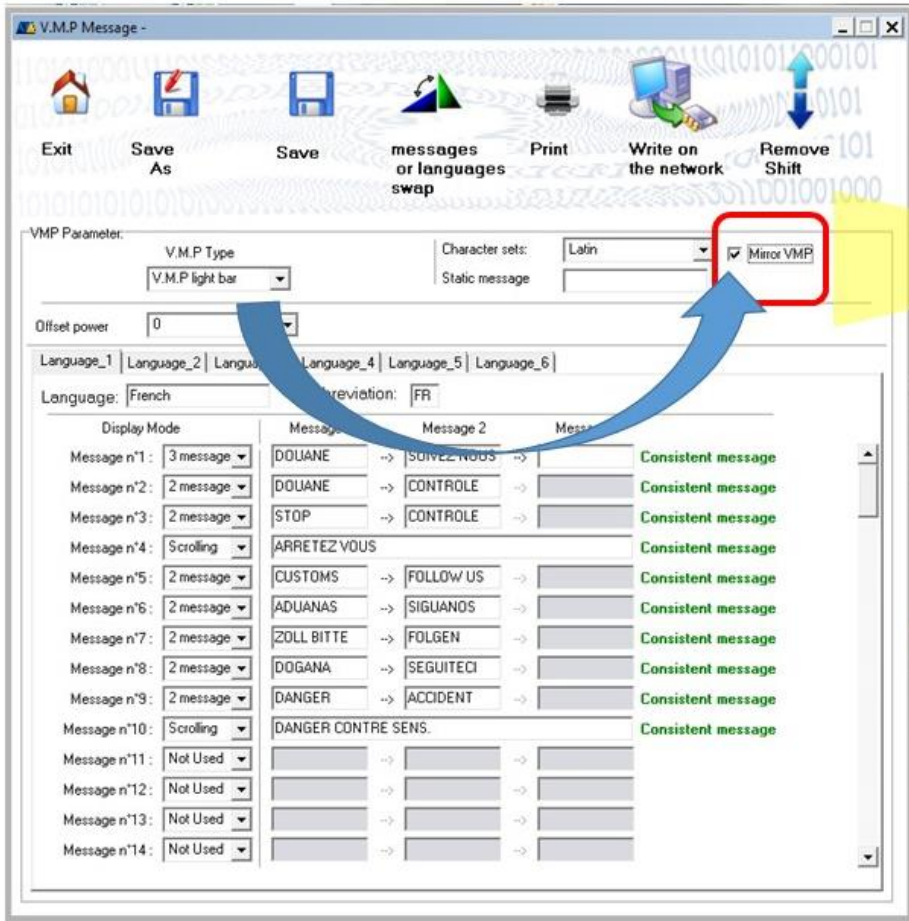 V.M.P Message -
Exit
Save As
Save
messages or languages swap
Print
Write on the network
Remove Shift
VMP Parameter:
V.M.P Type
V.M.P light bar
Character sets: Latin
Static message
Mirror VMP
Offset power 0
Language_1 Language_2 Language_4 Language_5 Language_6
Language: French FR
Display Mode Message Message 2
Message n°1 : 3 message DOUANE --> SUIVEZ NOUS --> Consistent message
Message n°2 : 2 message DOUANE --> CONTROLE --> Consistent message
Message n°3 : 2 message STOP --> CONTROLE --> Consistent message
Message n°4 : Scrolling ARRETEZ VOUS Consistent message
Message n°5 : 2 message CUSTOMS --> FOLLOW US --> Consistent message
Message n°6 : 2 message ADUANAS --> SIGUANOS --> Consistent message
Message n°7 : 2 message ZOLL BITTE --> FOLGEN --> Consistent message
Message n°8 : 2 message DOGANA --> SEGUITECI --> Consistent message
Message n°9 : 2 message DANGER --> ACCIDENT --> Consistent message
Message n°10 : Scrolling DANGER CONTRE SENS. Consistent message
Message n°11 : Not Used --> -->
Message n°12 : Not Used --> -->
Message n°13 : Not Used --> -->
Message n°14 : Not Used --> -->